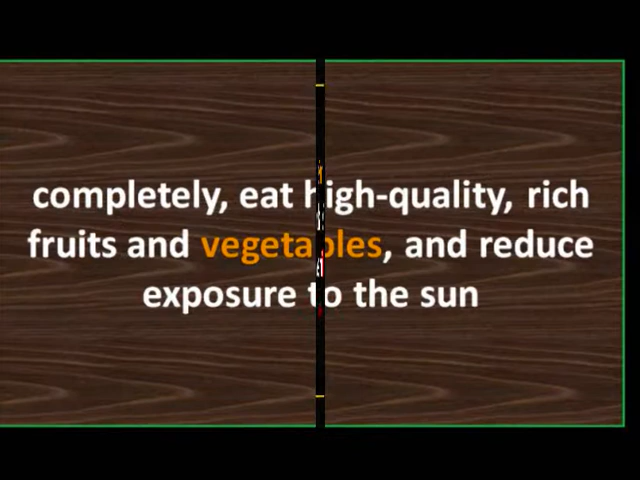 completely, eat high-quality, rich
fruits and vegetables, and reduce
exposure to the sun